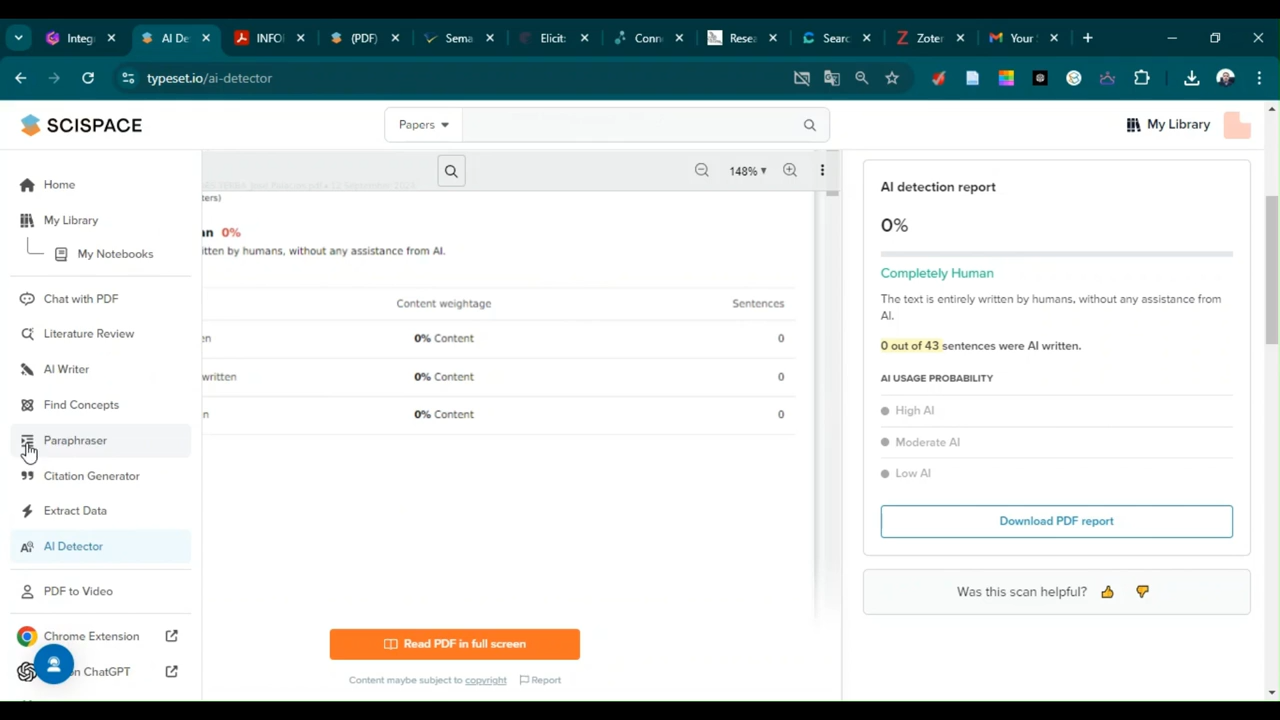 Integ
AI De
INFO
(PDF)
Sema
Elicit:
Conn
Resea
Searc
Zoter
Your
typeset.io/ai-detector
SCISPACE
Papers
My Library
Home
My Library
My Notebooks
Chat with PDF
Literature Review
AI Writer
Find Concepts
Paraphraser
Citation Generator
Extract Data
AI Detector
PDF to Video
Chrome Extension
on ChatGPT
148%
ters)
an 0%
itten by humans, without any assistance from AI.
Content weightage Sentences
en 0% Content 0
written 0% Content 0
n 0% Content 0
Read PDF in full screen
Content maybe subject to copyright Report
AI detection report
0%
Completely Human
The text is entirely written by humans, without any assistance from
AI.
0 out of 43 sentences were AI written.
AI USAGE PROBABILITY
High AI
Moderate AI
Low AI
Download PDF report
Was this scan helpful?